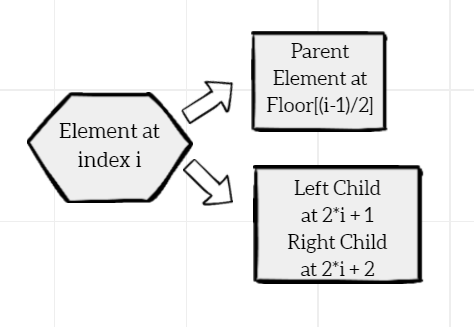 Element at
index i
Parent
Element at
Floor[(i-1)/2]
Left Child
at 2*i + 1
Right Child
at 2*i + 2